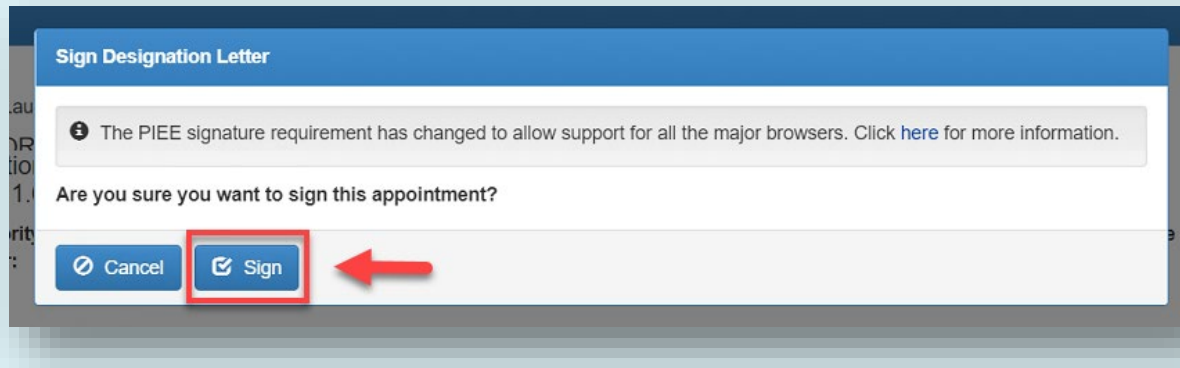 Sign Designation Letter
The PIEE signature requirement has changed to allow support for all the major browsers. Click here for more information.
Are you sure you want to sign this appointment?
Cancel
Sign